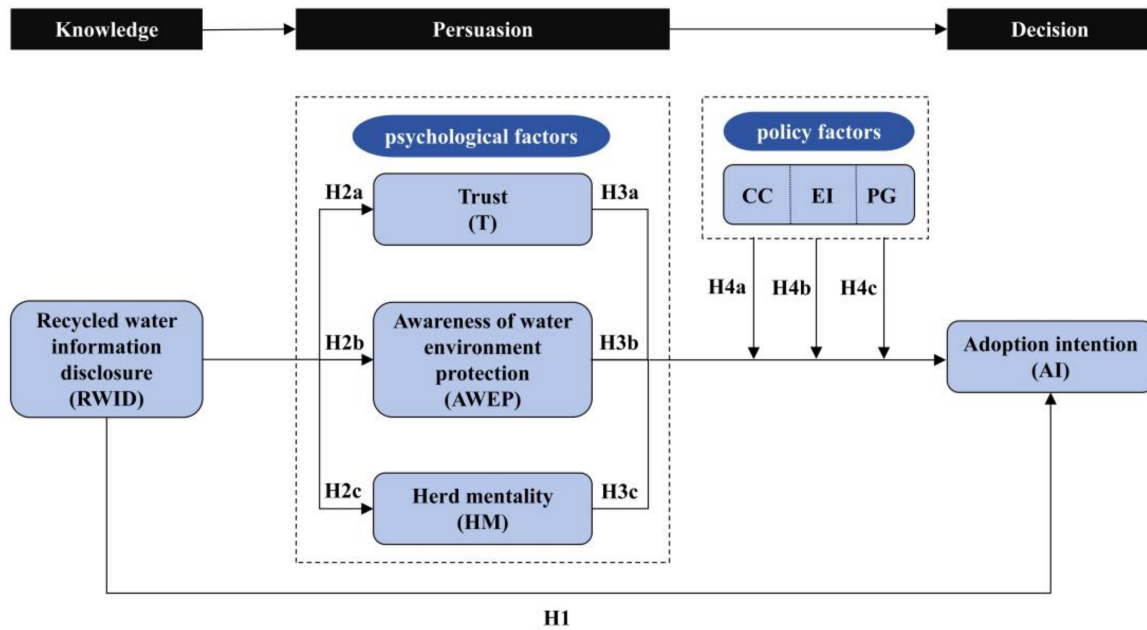 Knowledge
Persuasion
Decision
psychological factors
policy factors
H2a
Trust
(T)
H3a
CC
EI
PG
H4a
H4b
H4c
Recycled water
information
disclosure
(RWID)
H2b
Awareness of water
environment
protection
(AWEP)
H3b
Adoption intention
(AI)
H2c
Herd mentality
(HM)
H3c
H1